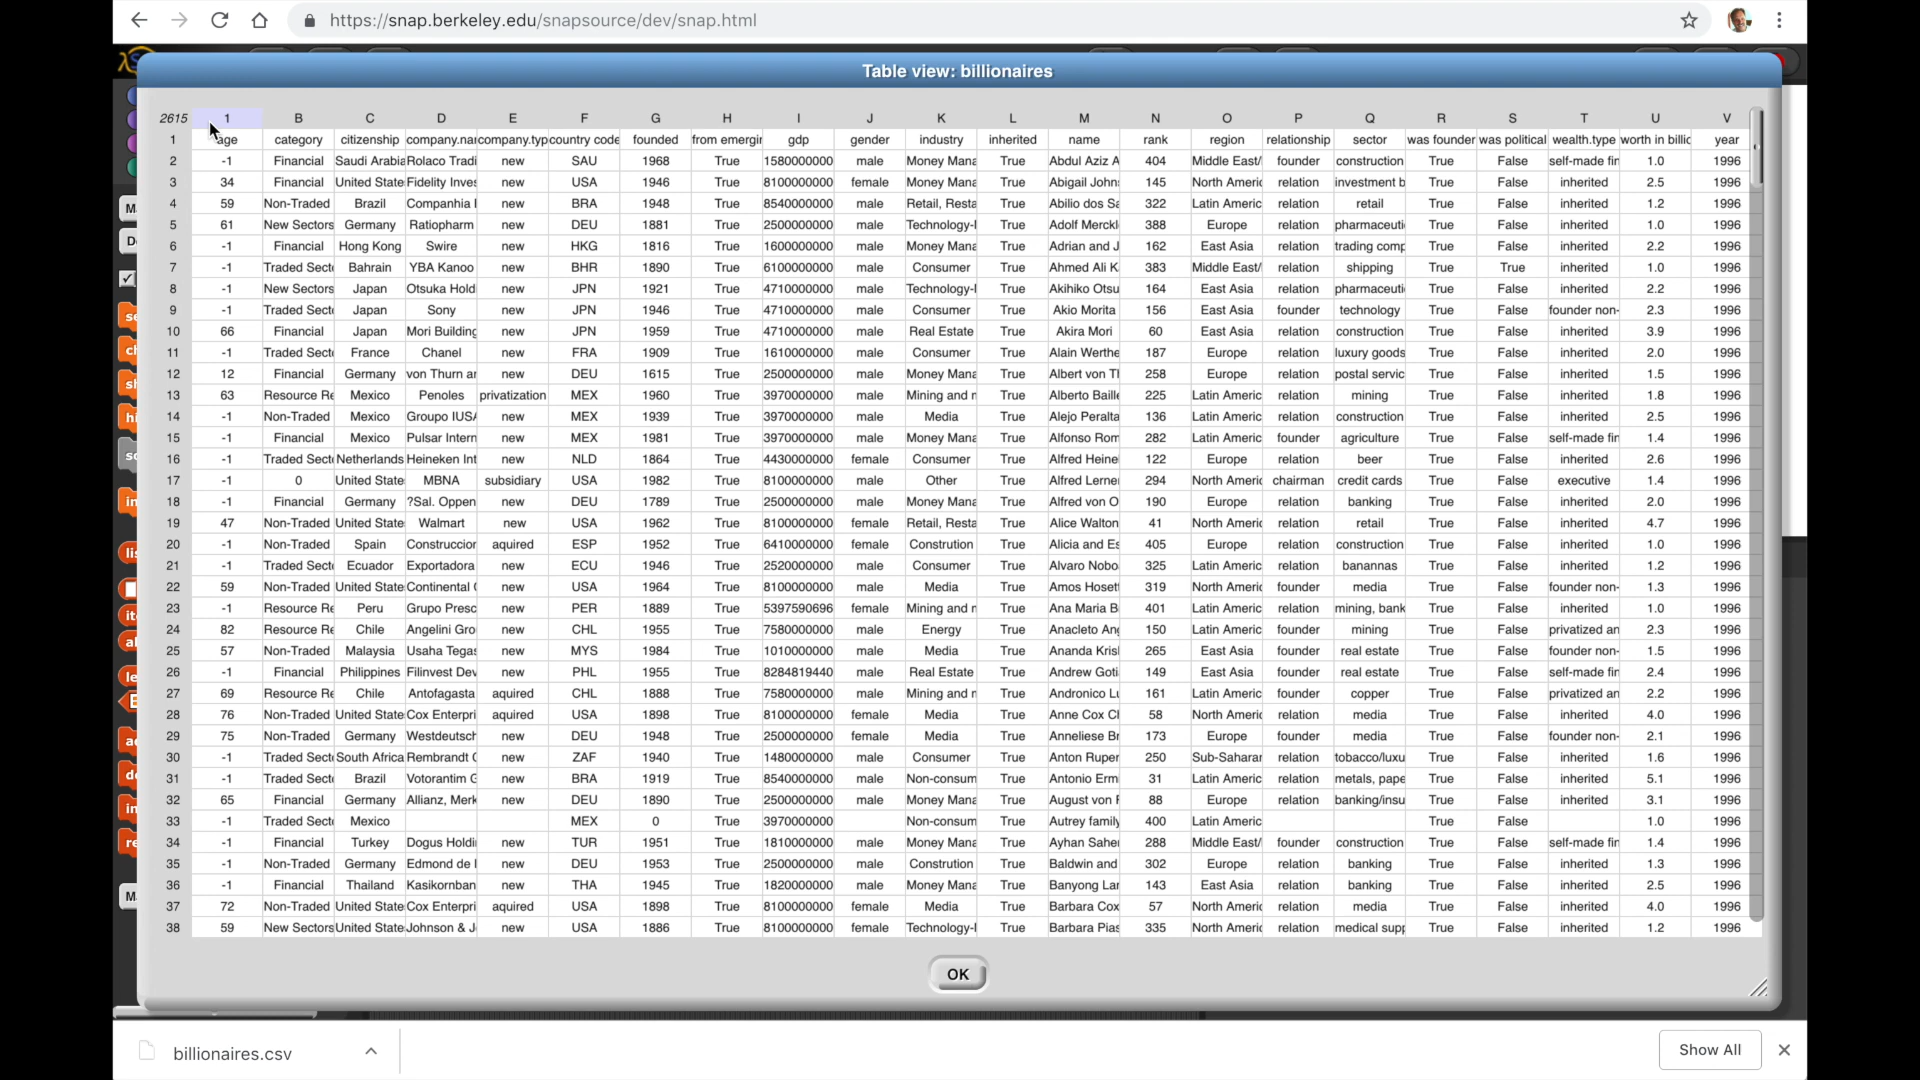 https://snap.berkeley.edu/snapsource/dev/snap.html
Table view: billionaires
2615 1 B C D E F G H I J K L M N O P Q R S T U V
1 age category citizenship company.nar company.typ country code founded from emergir gdp gender industry inherited name rank region relationship sector was founder was political wealth.type worth in billic year
2 -1 Financial Saudi Arabia Rolaco Tradi new SAU 1968 True 1580000000 male Money Mana True Abdul Aziz A 404 Middle East/ founder construction True False self-made fin 1.0 1996
3 34 Financial United State Fidelity Inves new USA 1946 True 8100000000 female Money Mana True Abigail John 145 North Americ relation investment b True False inherited 2.5 1996
4 59 Non-Traded Brazil Companhia new BRA 1948 True 8540000000 male Retail, Resta True Abilio dos Sa 322 Latin Americ relation retail True False inherited 1.2 1996
5 61 New Sectors Germany Ratiopharm new DEU 1881 True 2500000000 male Technology- True Adolf Merckl 388 Europe relation pharmaceuti True False inherited 1.0 1996
6 -1 Financial Hong Kong Swire new HKG 1816 True 1600000000 male Money Mana True Adrian and J 162 East Asia relation trading comp True False inherited 2.2 1996
7 -1 Traded Sect Bahrain YBA Kanoo new BHR 1890 True 6100000000 male Consumer True Ahmed Ali K 383 Middle East/ relation shipping True True inherited 1.0 1996
8 -1 New Sectors Japan Otsuka Hold new JPN 1921 True 4710000000 male Technology- True Akihiko Otsu 164 East Asia relation pharmaceuti True False inherited 2.2 1996
9 -1 Traded Sect Japan Sony new JPN 1946 True 4710000000 male Consumer True Akio Morita 156 East Asia founder technology True False founder non- 2.3 1996
10 66 Financial Japan Mori Building new JPN 1959 True 4710000000 male Real Estate True Akira Mori 60 East Asia relation construction True False inherited 3.9 1996
11 -1 Traded Sect France Chanel new FRA 1909 True 1610000000 male Consumer True Alain Werthe 187 Europe relation luxury goods True False inherited 2.0 1996
12 12 Financial Germany von Thurn ar new DEU 1615 True 2500000000 male Money Mana True Albert von T 258 Europe relation postal servic True False inherited 1.5 1996
13 63 Resource Re Mexico Penoles privatization MEX 1960 True 3970000000 male Mining and True Alberto Baille 225 Latin Americ relation mining True False inherited 1.8 1996
14 -1 Non-Traded Mexico Groupo IUSA new MEX 1939 True 3970000000 male Media True Alejo Peralta 136 Latin Americ relation construction True False inherited 2.5 1996
15 -1 Financial Mexico Pulsar Intern new MEX 1981 True 3970000000 male Money Mana True Alfonso Rom 282 Latin Americ founder agriculture True False self-made fin 1.4 1996
16 -1 Traded Sect Netherlands Heineken Int new NLD 1864 True 4430000000 female Consumer True Alfred Heine 122 Europe relation beer True False inherited 2.6 1996
17 -1 0 United State MBNA subsidiary USA 1982 True 8100000000 male Other True Alfred Lerne 294 North Americ chairman credit cards True False executive 1.4 1996
18 -1 Financial Germany ?Sal. Oppen new DEU 1789 True 2500000000 male Money Mana True Alfred von O 190 Europe relation banking True False inherited 2.0 1996
19 47 Non-Traded United State Walmart new USA 1962 True 8100000000 female Retail, Resta True Alice Walton 41 North Americ relation retail True False inherited 4.7 1996
20 -1 Non-Traded Spain Construccior aquired ESP 1952 True 6410000000 female Constrution True Alicia and Es 405 Europe relation construction True False inherited 1.0 1996
21 -1 Traded Sect Ecuador Exportadora new ECU 1946 True 2520000000 male Consumer True Alvaro Nobo 325 Latin Americ relation banannas True False inherited 1.2 1996
22 59 Non-Traded United State Continental new USA 1964 True 8100000000 male Media True Amos Hosett 319 North Americ founder media True False founder non- 1.3 1996
23 -1 Resource Re Peru Grupo Presc new PER 1889 True 5397590696 female Mining and True Ana Maria B 401 Latin Americ relation mining, bank True False inherited 1.0 1996
24 82 Resource Re Chile Angelini Gro new CHL 1955 True 7580000000 male Energy True Anacleto Ang 150 Latin Americ founder mining True False privatized an 2.3 1996
25 57 Non-Traded Malaysia Usaha Tegas new MYS 1984 True 1010000000 male Media True Ananda Kris 265 East Asia founder real estate True False founder non- 1.5 1996
26 -1 Financial Philippines Filinvest Dev new PHL 1955 True 8284819440 male Real Estate True Andrew Goti 149 East Asia founder real estate True False self-made fin 2.4 1996
27 69 Resource Re Chile Antofagasta aquired CHL 1888 True 7580000000 male Mining and True Andronico Lu 161 Latin Americ founder copper True False privatized an 2.2 1996
28 76 Non-Traded United State Cox Enterpri aquired USA 1898 True 8100000000 female Media True Anne Cox C 58 North Americ relation media True False inherited 4.0 1996
29 75 Non-Traded Germany Westdeutsch new DEU 1948 True 2500000000 female Media True Anneliese Br 173 Europe founder media True False founder non- 2.1 1996
30 -1 Traded Sect South Africa Rembrandt new ZAF 1940 True 1480000000 male Consumer True Anton Ruper 250 Sub-Saharar relation tobacco/luxu True False inherited 1.6 1996
31 -1 Traded Sect Brazil Votorantim G new BRA 1919 True 8540000000 male Non-consum True Antonio Erm 31 Latin Americ relation metals, pape True False inherited 5.1 1996
32 65 Financial Germany Allianz, Merk new DEU 1890 True 2500000000 male Money Mana True August von 88 Europe relation banking/insu True False inherited 3.1 1996
33 -1 Traded Sect Mexico MEX 0 True 3970000000 Non-consum True Autrey family 400 Latin Americ True False 1.0 1996
34 -1 Financial Turkey Dogus Holdi new TUR 1951 True 1810000000 male Money Mana True Ayhan Sahe 288 Middle East/ founder construction True False self-made fin 1.4 1996
35 -1 Non-Traded Germany Edmond de new DEU 1953 True 2500000000 male Constrution True Baldwin and 302 Europe relation banking True False inherited 1.3 1996
36 -1 Financial Thailand Kasikornban new THA 1945 True 1820000000 male Money Mana True Banyong Lar 143 East Asia relation banking True False inherited 2.5 1996
37 72 Non-Traded United State Cox Enterpri aquired USA 1898 True 8100000000 female Media True Barbara Cox 57 North Americ relation media True False inherited 4.0 1996
38 59 New Sectors United State Johnson & J new USA 1886 True 8100000000 female Technology- True Barbara Pias 335 North Americ relation medical supp True False inherited 1.2 1996
OK
billionaires.csv
Show All